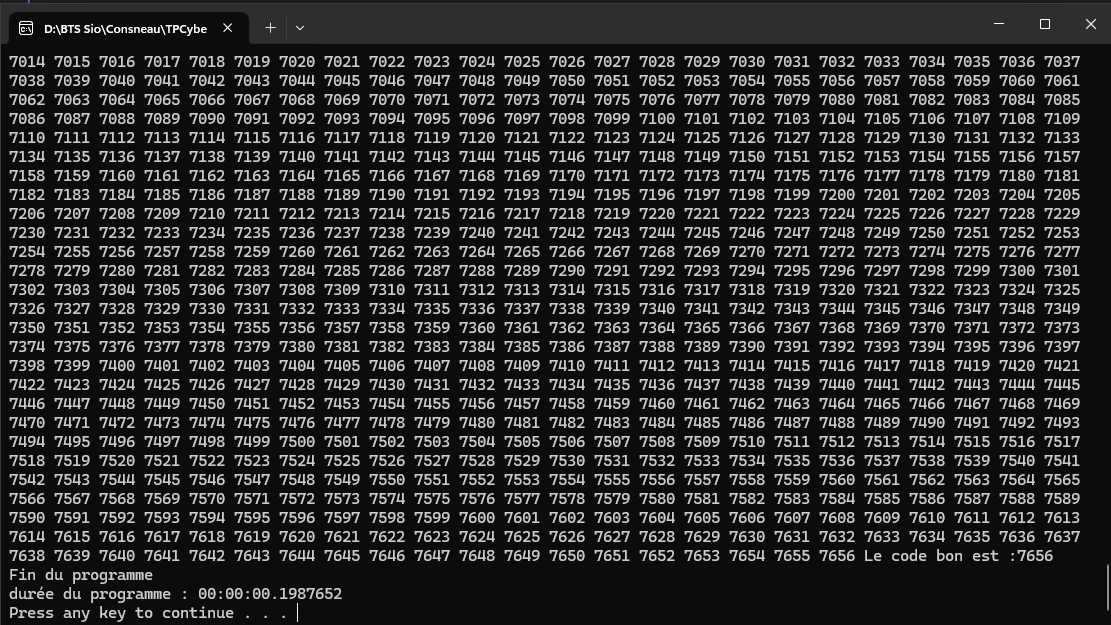 D:\BTS Sio\Consneau\TPCybe
7014 7015 7016 7017 7018 7019 7020 7021 7022 7023 7024 7025 7026 7027 7028 7029 7030 7031 7032 7033 7034 7035 7036 7037
7038 7039 7040 7041 7042 7043 7044 7045 7046 7047 7048 7049 7050 7051 7052 7053 7054 7055 7056 7057 7058 7059 7060 7061
7062 7063 7064 7065 7066 7067 7068 7069 7070 7071 7072 7073 7074 7075 7076 7077 7078 7079 7080 7081 7082 7083 7084 7085
7086 7087 7088 7089 7090 7091 7092 7093 7094 7095 7096 7097 7098 7099 7100 7101 7102 7103 7104 7105 7106 7107 7108 7109
7110 7111 7112 7113 7114 7115 7116 7117 7118 7119 7120 7121 7122 7123 7124 7125 7126 7127 7128 7129 7130 7131 7132 7133
7134 7135 7136 7137 7138 7139 7140 7141 7142 7143 7144 7145 7146 7147 7148 7149 7150 7151 7152 7153 7154 7155 7156 7157
7158 7159 7160 7161 7162 7163 7164 7165 7166 7167 7168 7169 7170 7171 7172 7173 7174 7175 7176 7177 7178 7179 7180 7181
7182 7183 7184 7185 7186 7187 7188 7189 7190 7191 7192 7193 7194 7195 7196 7197 7198 7199 7200 7201 7202 7203 7204 7205
7206 7207 7208 7209 7210 7211 7212 7213 7214 7215 7216 7217 7218 7219 7220 7221 7222 7223 7224 7225 7226 7227 7228 7229
7230 7231 7232 7233 7234 7235 7236 7237 7238 7239 7240 7241 7242 7243 7244 7245 7246 7247 7248 7249 7250 7251 7252 7253
7254 7255 7256 7257 7258 7259 7260 7261 7262 7263 7264 7265 7266 7267 7268 7269 7270 7271 7272 7273 7274 7275 7276 7277
7278 7279 7280 7281 7282 7283 7284 7285 7286 7287 7288 7289 7290 7291 7292 7293 7294 7295 7296 7297 7298 7299 7300 7301
7302 7303 7304 7305 7306 7307 7308 7309 7310 7311 7312 7313 7314 7315 7316 7317 7318 7319 7320 7321 7322 7323 7324 7325
7326 7327 7328 7329 7330 7331 7332 7333 7334 7335 7336 7337 7338 7339 7340 7341 7342 7343 7344 7345 7346 7347 7348 7349
7350 7351 7352 7353 7354 7355 7356 7357 7358 7359 7360 7361 7362 7363 7364 7365 7366 7367 7368 7369 7370 7371 7372 7373
7374 7375 7376 7377 7378 7379 7380 7381 7382 7383 7384 7385 7386 7387 7388 7389 7390 7391 7392 7393 7394 7395 7396 7397
7398 7399 7400 7401 7402 7403 7404 7405 7406 7407 7408 7409 7410 7411 7412 7413 7414 7415 7416 7417 7418 7419 7420 7421
7422 7423 7424 7425 7426 7427 7428 7429 7430 7431 7432 7433 7434 7435 7436 7437 7438 7439 7440 7441 7442 7443 7444 7445
7446 7447 7448 7449 7450 7451 7452 7453 7454 7455 7456 7457 7458 7459 7460 7461 7462 7463 7464 7465 7466 7467 7468 7469
7470 7471 7472 7473 7474 7475 7476 7477 7478 7479 7480 7481 7482 7483 7484 7485 7486 7487 7488 7489 7490 7491 7492 7493
7494 7495 7496 7497 7498 7499 7500 7501 7502 7503 7504 7505 7506 7507 7508 7509 7510 7511 7512 7513 7514 7515 7516 7517
7518 7519 7520 7521 7522 7523 7524 7525 7526 7527 7528 7529 7530 7531 7532 7533 7534 7535 7536 7537 7538 7539 7540 7541
7542 7543 7544 7545 7546 7547 7548 7549 7550 7551 7552 7553 7554 7555 7556 7557 7558 7559 7560 7561 7562 7563 7564 7565
7566 7567 7568 7569 7570 7571 7572 7573 7574 7575 7576 7577 7578 7579 7580 7581 7582 7583 7584 7585 7586 7587 7588 7589
7590 7591 7592 7593 7594 7595 7596 7597 7598 7599 7600 7601 7602 7603 7604 7605 7606 7607 7608 7609 7610 7611 7612 7613
7614 7615 7616 7617 7618 7619 7620 7621 7622 7623 7624 7625 7626 7627 7628 7629 7630 7631 7632 7633 7634 7635 7636 7637
7638 7639 7640 7641 7642 7643 7644 7645 7646 7647 7648 7649 7650 7651 7652 7653 7654 7655 7656 Le code bon est :7656
Fin du programme
durée du programme : 00:00:00.1987652
Press any key to continue . . .